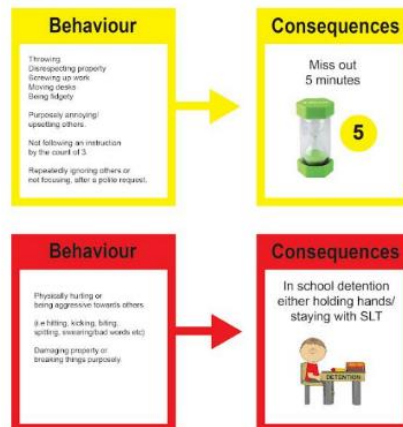 Behaviour
Throwing
Disrespecting property
Screwing up work
Moving desks
Being fidgety
Purposely annoying/
upsetting others.
Not following an instruction
by the count of 3.
Repeatedly ignoring others or
not focusing, after a polite request.
Consequences
Miss out
5 minutes
5
Behaviour
Physically hurting or
being aggressive towards others.
(i.e hitting, kicking, biting,
spitting, swearing/bad words etc)
Damaging property or
breaking things purposely.
Consequences
In school detention
either holding hands/
staying with SLT
DETENTION